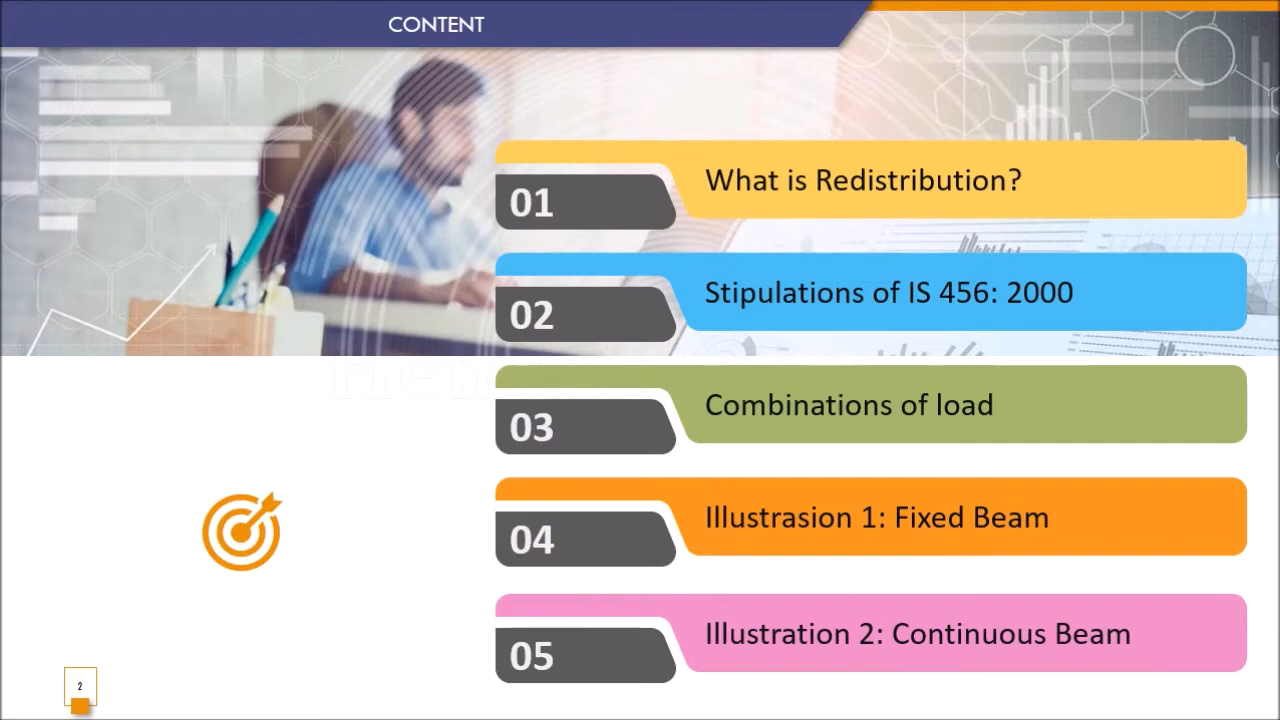 CONTENT
01
What is Redistribution?
02
Stipulations of IS 456: 2000
03
Combinations of load
04
Illustrasion 1: Fixed Beam
05
Illustration 2: Continuous Beam
2